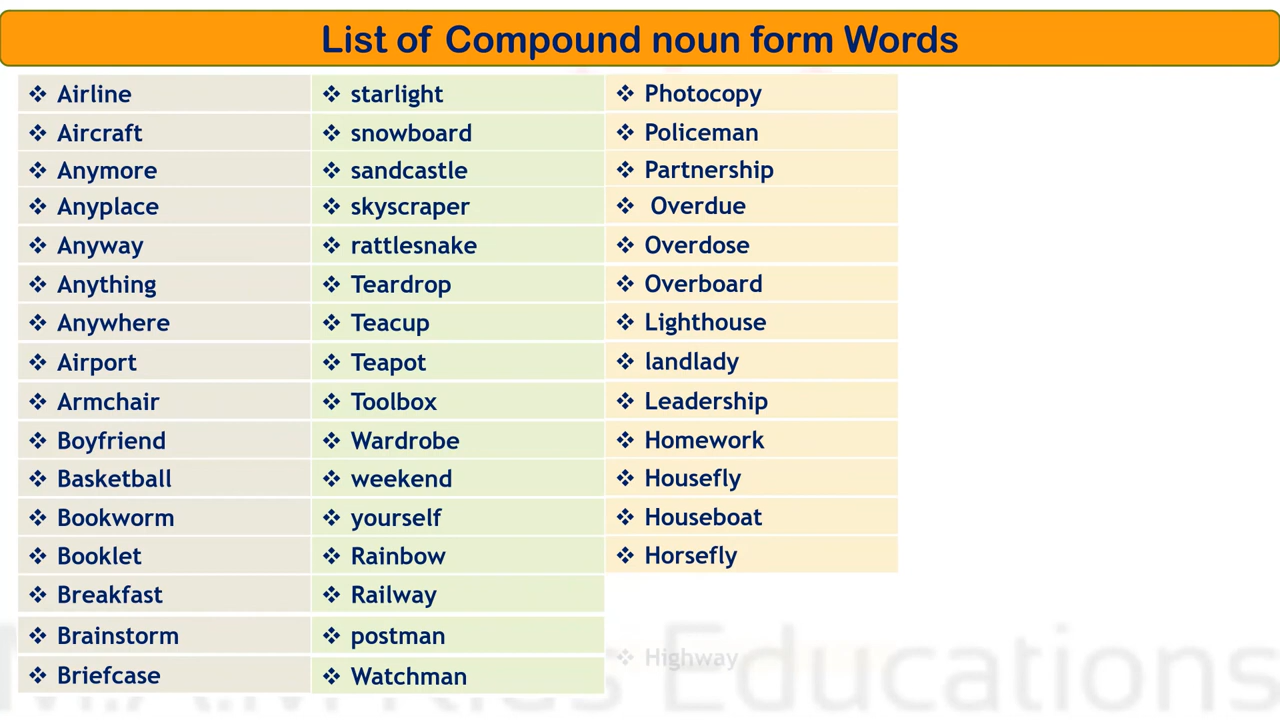 List of Compound noun form Words
❖ Airline
❖ Aircraft
❖ Anymore
❖ Anyplace
❖ Anyway
❖ Anything
❖ Anywhere
❖ Airport
❖ Armchair
❖ Boyfriend
❖ Basketball
❖ Bookworm
❖ Booklet
❖ Breakfast
❖ Brainstorm
❖ Briefcase
❖ starlight
❖ snowboard
❖ sandcastle
❖ skyscraper
❖ rattlesnake
❖ Teardrop
❖ Teacup
❖ Teapot
❖ Toolbox
❖ Wardrobe
❖ weekend
❖ yourself
❖ Rainbow
❖ Railway
❖ postman
❖ Watchman
❖ Photocopy
❖ Policeman
❖ Partnership
❖ Overdue
❖ Overdose
❖ Overboard
❖ Lighthouse
❖ landlady
❖ Leadership
❖ Homework
❖ Housefly
❖ Houseboat
❖ Horsefly
❖ Highway
Educations